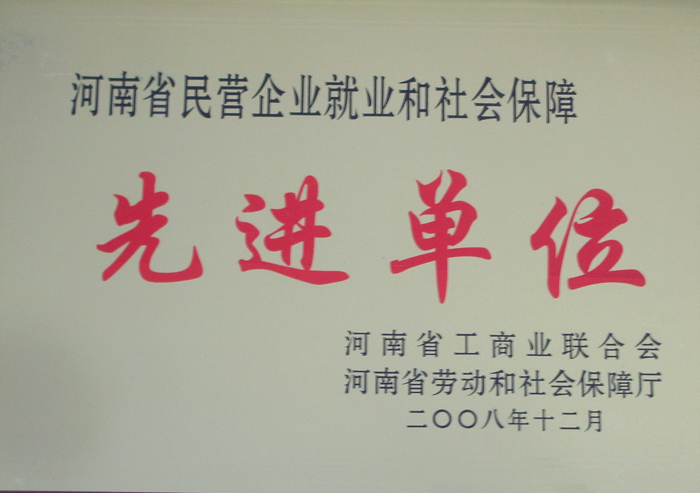 河南省民营企业就业和社会保障
先进单位
河南省工商业联合会
河南省劳动和社会保障厅
二〇〇八年十二月